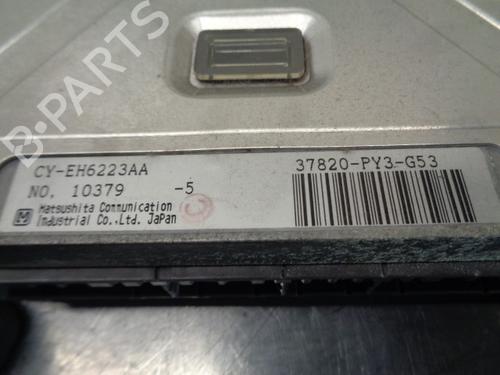 B-PARTS
CY-EH6223AA
37820-PY3-G53
NO. 10379 -5
Matsushita Communication
Industrial Co.,Ltd. JaPan